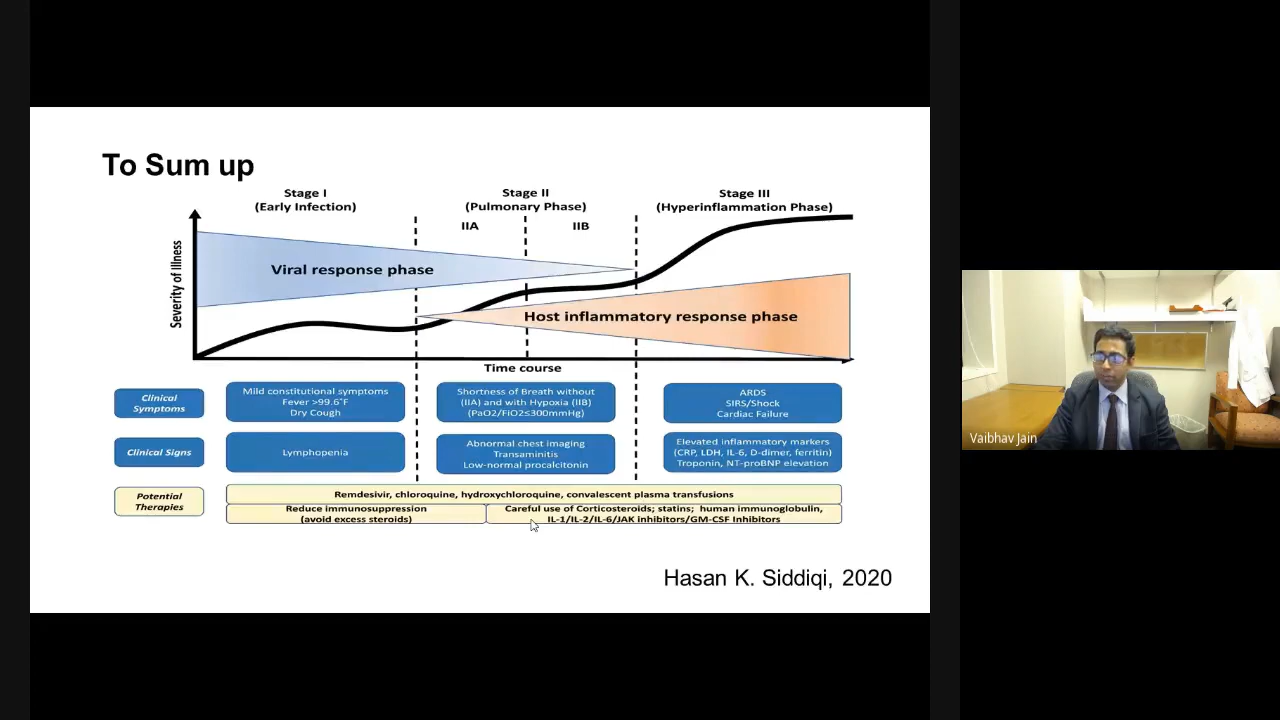 To Sum up
Stage I
(Early Infection)
Stage II
(Pulmonary Phase)
Stage III
(Hyperinflammation Phase)
IIA
IIB
Severity of Illness
Viral response phase
Host inflammatory response phase
Time course
Clinical
Symptoms
Mild constitutional symptoms
Fever >99.6°F
Dry Cough
Shortness of Breath without
(IIA) and with Hypoxia (IIB)
(PaO2/FiO2≤300mmHg)
ARDS
SIRS/Shock
Cardiac Failure
Clinical Signs
Lymphopenia
Abnormal chest imaging
Transaminitis
Low-normal procalcitonin
Elevated inflammatory markers
(CRP, LDH, IL-6, D-dimer, ferritin)
Troponin, NT-proBNP elevation
Potential
Therapies
Remdesivir, chloroquine, hydroxychloroquine, convalescent plasma transfusions
Reduce immunosuppression
(avoid excess steroids)
Careful use of Corticosteroids; statins; human immunoglobulin,
IL-1/IL-2/IL-6/JAK inhibitors/GM-CSF Inhibitors
Hasan K. Siddiqi, 2020
Vaibhav Jain